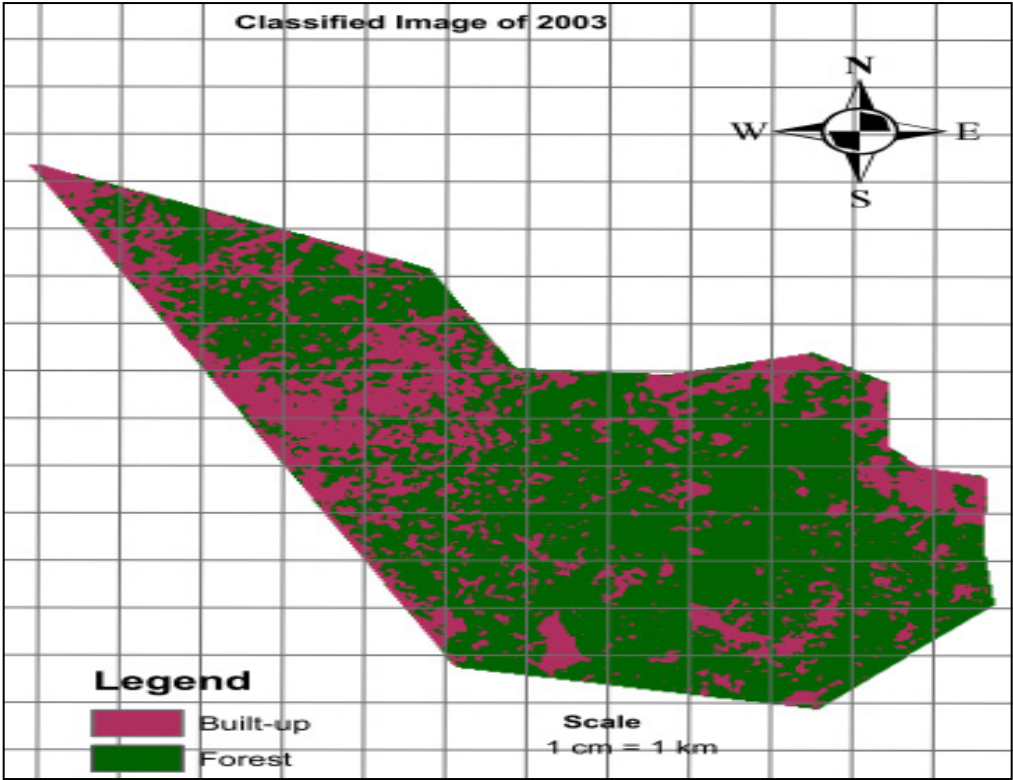 Classified Image of 2003
N
W E
S
Legend
Built-up
Forest
Scale
1 cm = 1 km